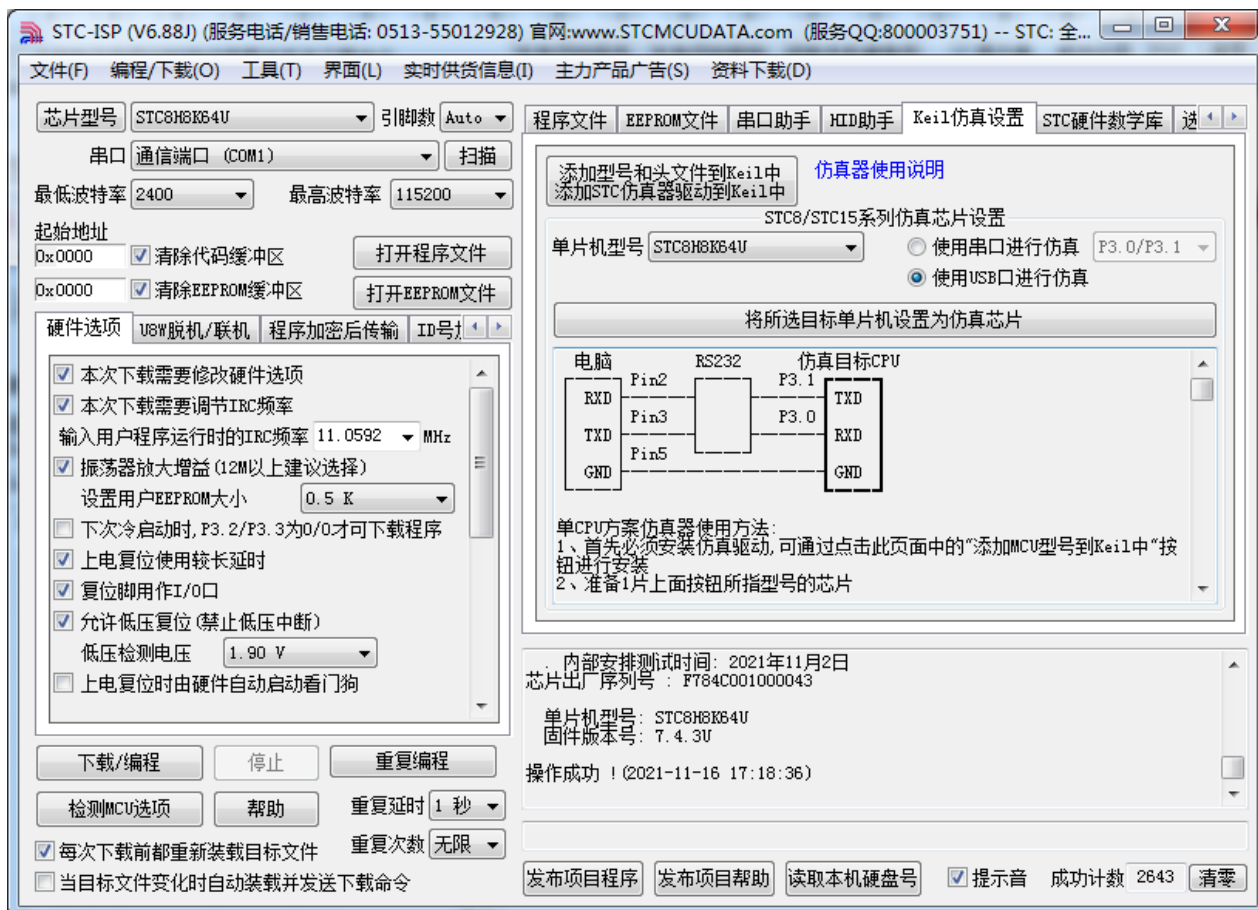 STC-ISP (V6.88J) (服务电话/销售电话: 0513-55012928) 官网:www.STCMCUDATA.com (服务QQ:800003751) -- STC: 全...
文件(F) 编程/下载(O) 工具(T) 界面(L) 实时供货信息(I) 主力产品广告(S) 资料下载(D)
芯片型号 STC8H8K64U 引脚数 Auto
串口 通信端口 (COM1) 扫描
最低波特率 2400 最高波特率 115200
起始地址
0x0000 清除代码缓冲区 打开程序文件
0x0000 清除EEPROM缓冲区 打开EEPROM文件
硬件选项 U8W脱机/联机 程序加密后传输 ID号
本次下载需要修改硬件选项
本次下载需要调节IRC频率
输入用户程序运行时的IRC频率 11.0592 MHz
振荡器放大增益(12M以上建议选择)
设置用户EEPROM大小 0.5 K
下次冷启动时,P3.2/P3.3为0/0才可下载程序
上电复位使用较长延时
复位脚用作I/O口
允许低压复位(禁止低压中断)
低压检测电压 1.90 V
上电复位时由硬件自动启动看门狗
下载/编程 停止 重复编程
检测MCU选项 帮助 重复延时 1 秒
每次下载前都重新装载目标文件 重复次数 无限
当目标文件变化时自动装载并发送下载命令
程序文件 EEPROM文件 串口助手 HID助手 Keil仿真设置 STC硬件数学库 选
添加型号和头文件到Keil中 仿真器使用说明
添加STC仿真器驱动到Keil中
STC8/STC15系列仿真芯片设置
单片机型号 STC8H8K64U 使用串口进行仿真 P3.0/P3.1
使用USB口进行仿真
将所选目标单片机设置为仿真芯片
电脑 RS232 仿真目标CPU
Pin2 P3.1
RXD TXD
Pin3 P3.0
TXD RXD
Pin5
GND GND
单CPU方案仿真器使用方法:
1、首先必须安装仿真驱动,可通过点击此页面中的"添加MCU型号到Keil中"按
钮进行安装
2、准备1片上面按钮所指型号的芯片
. 内部安排测试时间: 2021年11月2日
芯片出厂序列号 : F784C001000043
单片机型号: STC8H8K64U
固件版本号: 7.4.3U
操作成功 !(2021-11-16 17:18:36)
发布项目程序 发布项目帮助 读取本机硬盘号 提示音 成功计数 2643 清零